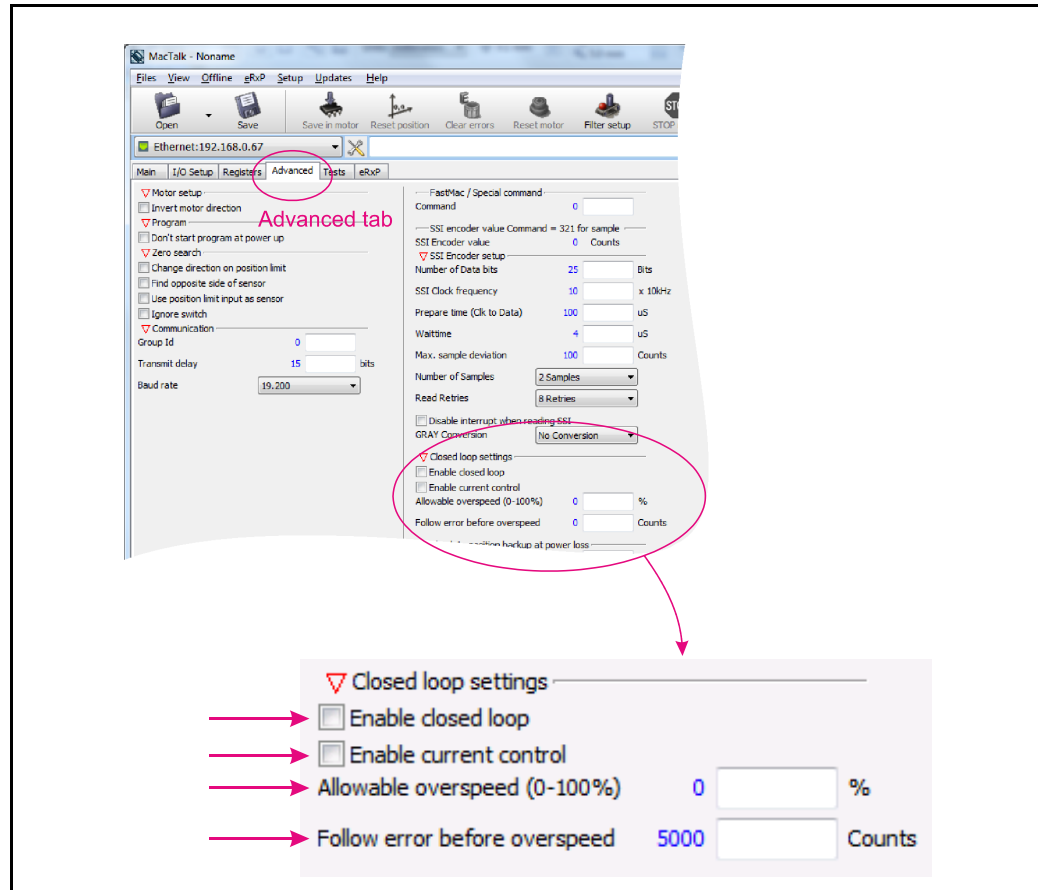 MacTalk - Noname
Files View Offline eRxP Setup Updates Help
Open Save Save in motor Reset position Clear errors Reset motor Filter setup STOP
Ethernet:192.168.0.67
Main I/O Setup Registers Advanced Tests eRxP
Advanced tab
Motor setup
Invert motor direction
Program
Don't start program at power up
Zero search
Change direction on position limit
Find opposite side of sensor
Use position limit input as sensor
Ignore switch
Communication
Group Id 0
Transmit delay 15 bits
Baud rate 19.200
FastMac / Special command
Command 0
SSI encoder value Command = 321 for sample
SSI Encoder value 0 Counts
SSI Encoder setup
Number of Data bits 25 Bits
SSI Clock frequency 10 x 10kHz
Prepare time (Clk to Data) 100 uS
Waittime 4 uS
Max. sample deviation 100 Counts
Number of Samples 2 Samples
Read Retries 8 Retries
Disable interrupt when reading SSI
GRAY Conversion No Conversion
Closed loop settings
Enable closed loop
Enable current control
Allowable overspeed (0-100%) 0 %
Follow error before overspeed 0 Counts
position backup at power loss
Closed loop settings
Enable closed loop
Enable current control
Allowable overspeed (0-100%) 0 %
Follow error before overspeed 5000 Counts